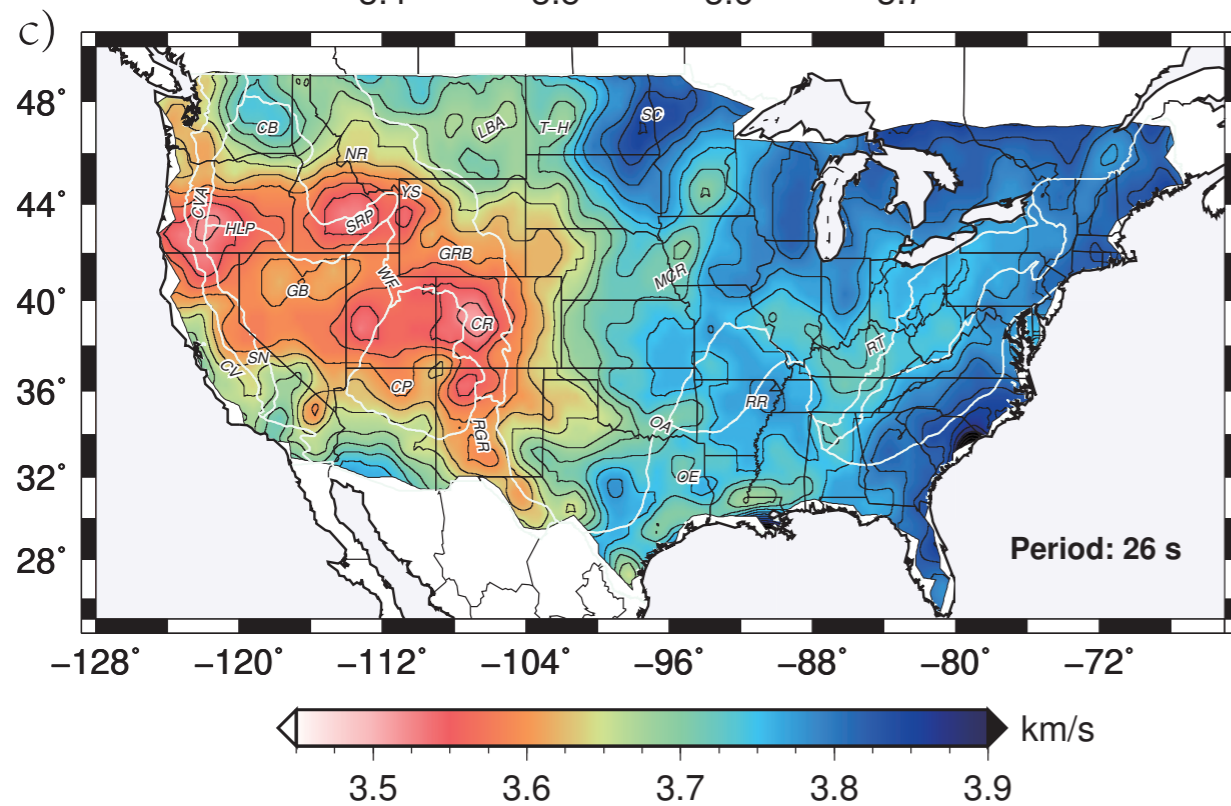 c)
48°
44°
40°
36°
32°
28°
CB
LBA
T-H
SC
NR
YS
CVA
HLP
SRP
GRB
GB
WF
MCR
CR
RT
SN
CV
CP
RR
RGR
OA
OE
Period: 26 s
−128° −120° −112° −104° −96° −88° −80° −72°
km/s
3.5 3.6 3.7 3.8 3.9